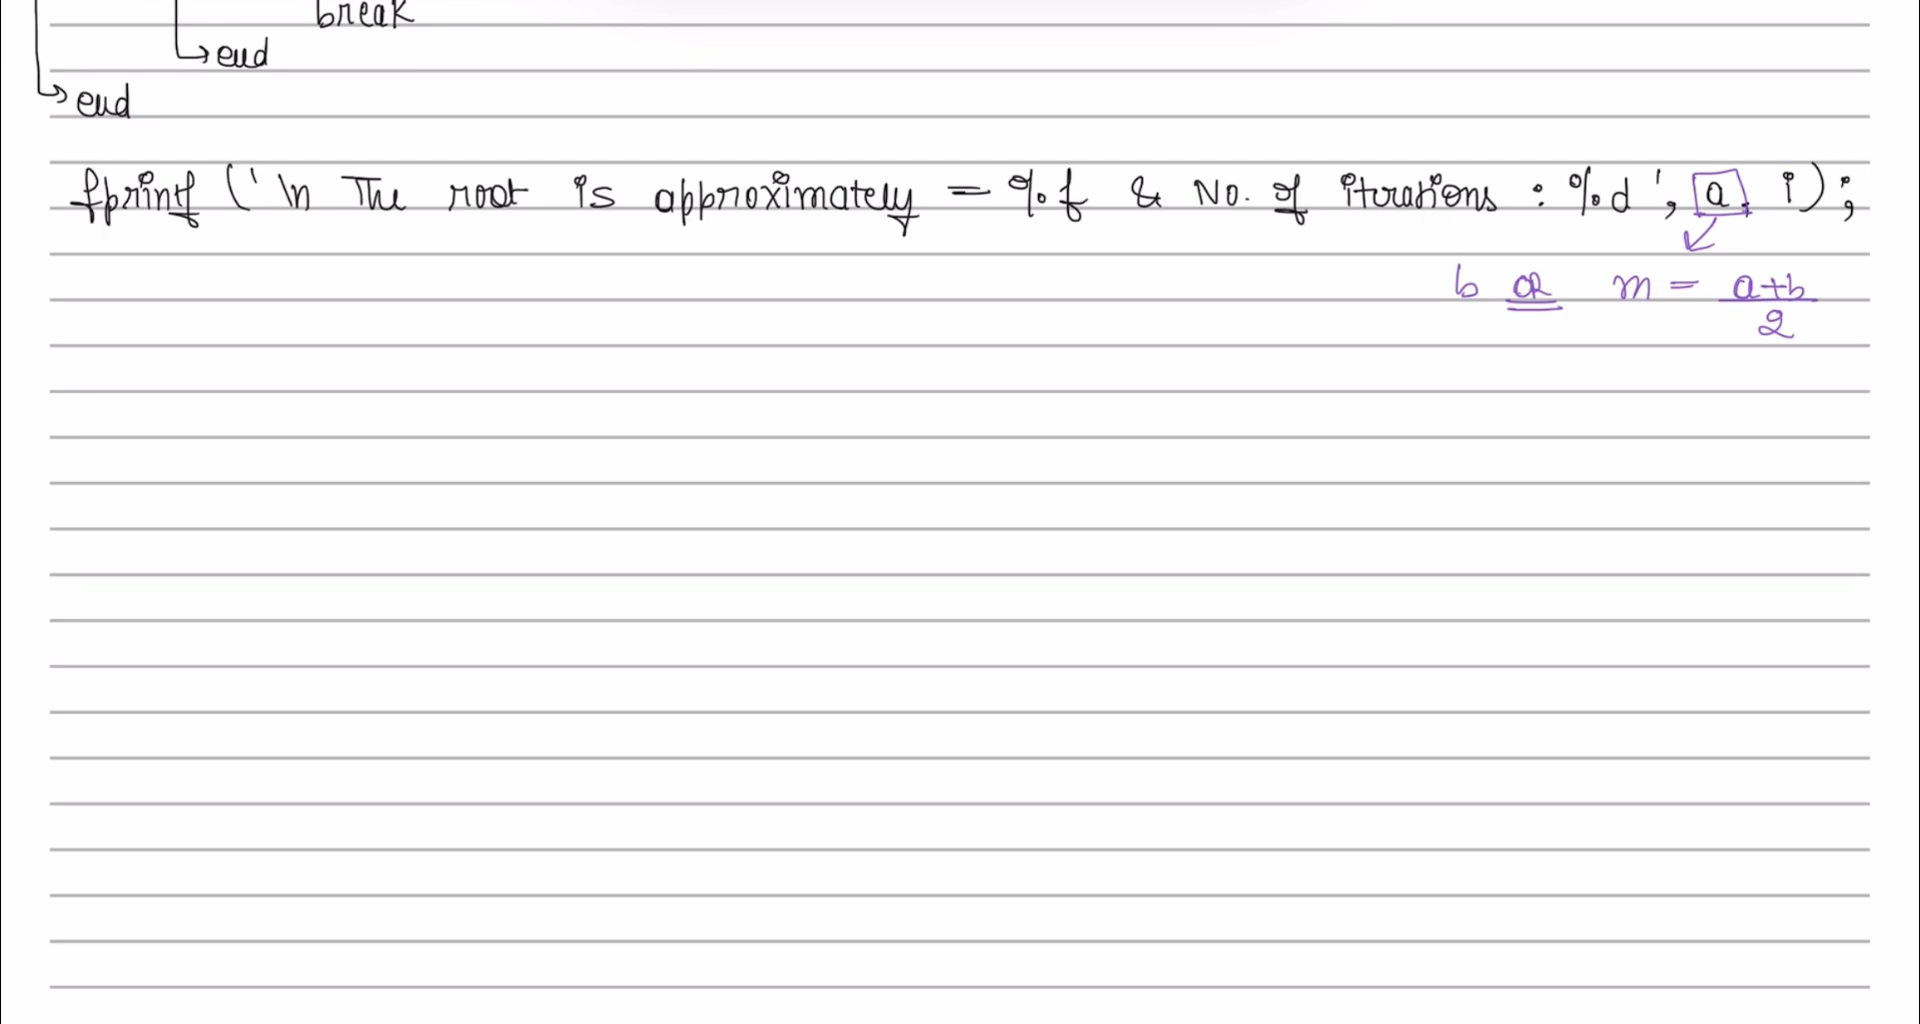 break
↳ end
↳ end
fprintf ('\n The root is approximately = %f & No. of iterations : %d', a, i);
b OR m = a+b
2